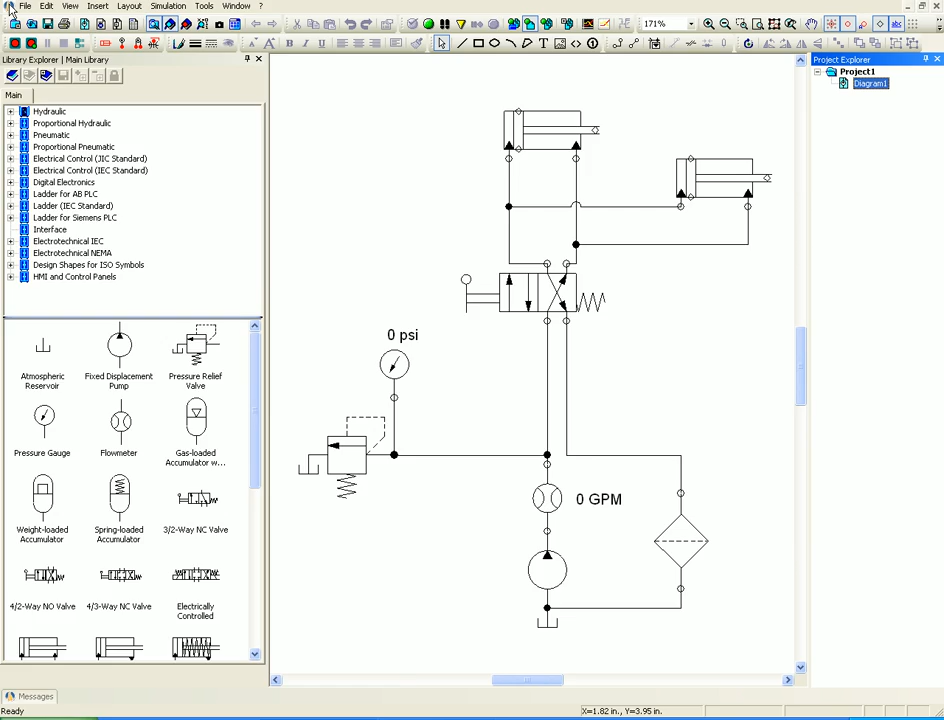 File Edit View Insert Layout Simulation Tools Window ?
171%
Library Explorer | Main Library
Project Explorer
Main
Project1
Diagram1
Hydraulic
Proportional Hydraulic
Pneumatic
Proportional Pneumatic
Electrical Control (JIC Standard)
Electrical Control (IEC Standard)
Digital Electronics
Ladder for AB PLC
Ladder (IEC Standard)
Ladder for Siemens PLC
Interface
Electrotechnical IEC
Electrotechnical NEMA
Design Shapes for ISO Symbols
HMI and Control Panels
Atmospheric
Reservoir
Fixed Displacement
Pump
Pressure Relief
Valve
Pressure Gauge
Flowmeter
Gas-loaded
Accumulator w...
Weight-loaded
Accumulator
Spring-loaded
Accumulator
3/2-Way NC Valve
4/2-Way NO Valve
4/3-Way NC Valve
Electrically
Controlled
0 psi
0 GPM
Messages
Ready
X=1.82 in., Y=3.95 in.